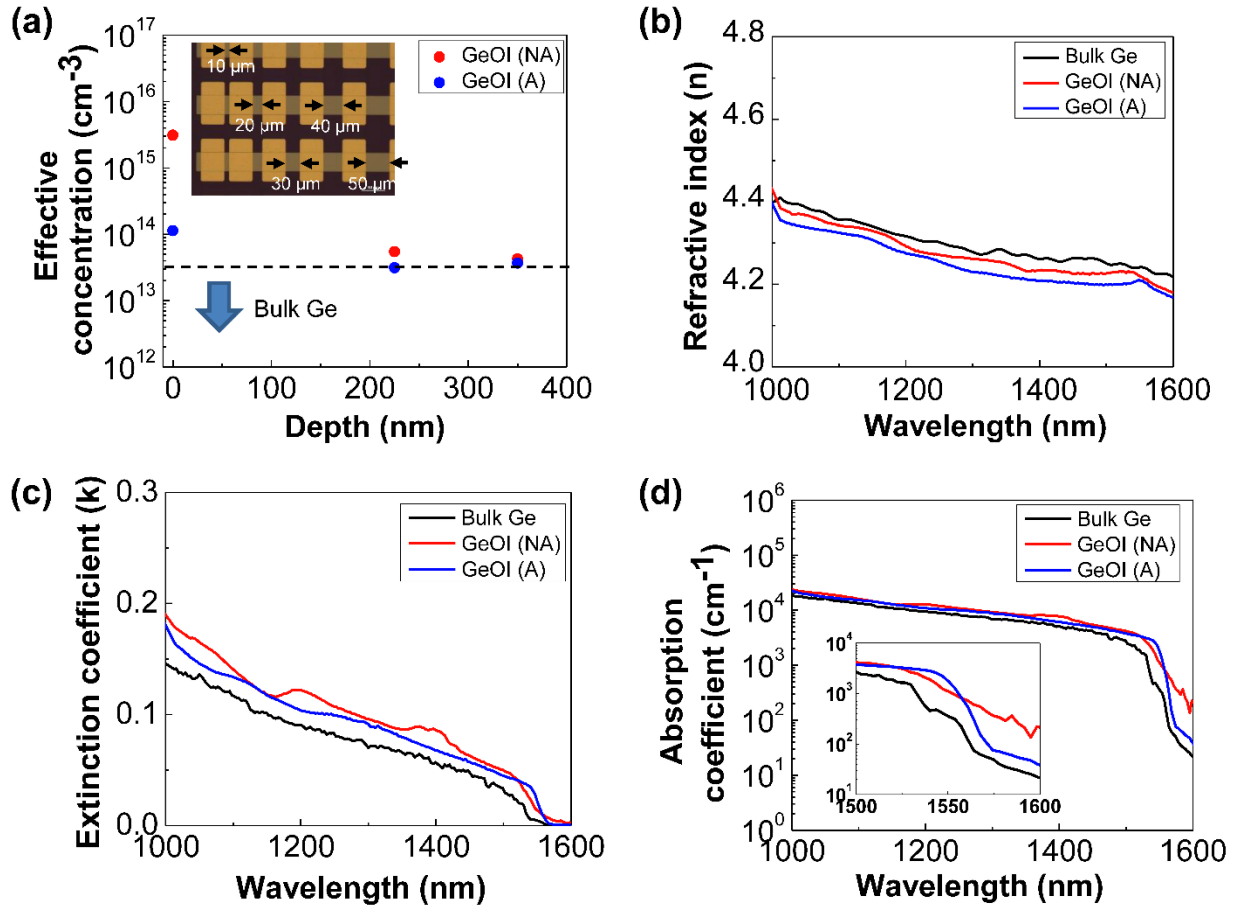 (a)
Effective
concentration (cm⁻³)
10¹⁷
10¹⁶
10¹⁵
10¹⁴
10¹³
10¹²
GeOI (NA)
GeOI (A)
10 µm
20 µm
40 µm
30 µm
50 µm
Bulk Ge
0
100
200
300
400
Depth (nm)
(b)
Refractive index (n)
4.8
4.6
4.4
4.2
4.0
Bulk Ge
GeOI (NA)
GeOI (A)
1000
1200
1400
1600
Wavelength (nm)
(c)
Extinction coefficient (k)
0.3
0.2
0.1
0.0
Bulk Ge
GeOI (NA)
GeOI (A)
1000
1200
1400
1600
Wavelength (nm)
(d)
Absorption
coefficient (cm⁻¹)
10⁶
10⁵
10⁴
10³
10²
10¹
10⁰
Bulk Ge
GeOI (NA)
GeOI (A)
10⁴
10³
10²
10¹
1500
1550
1600
1000
1200
1400
1600
Wavelength (nm)